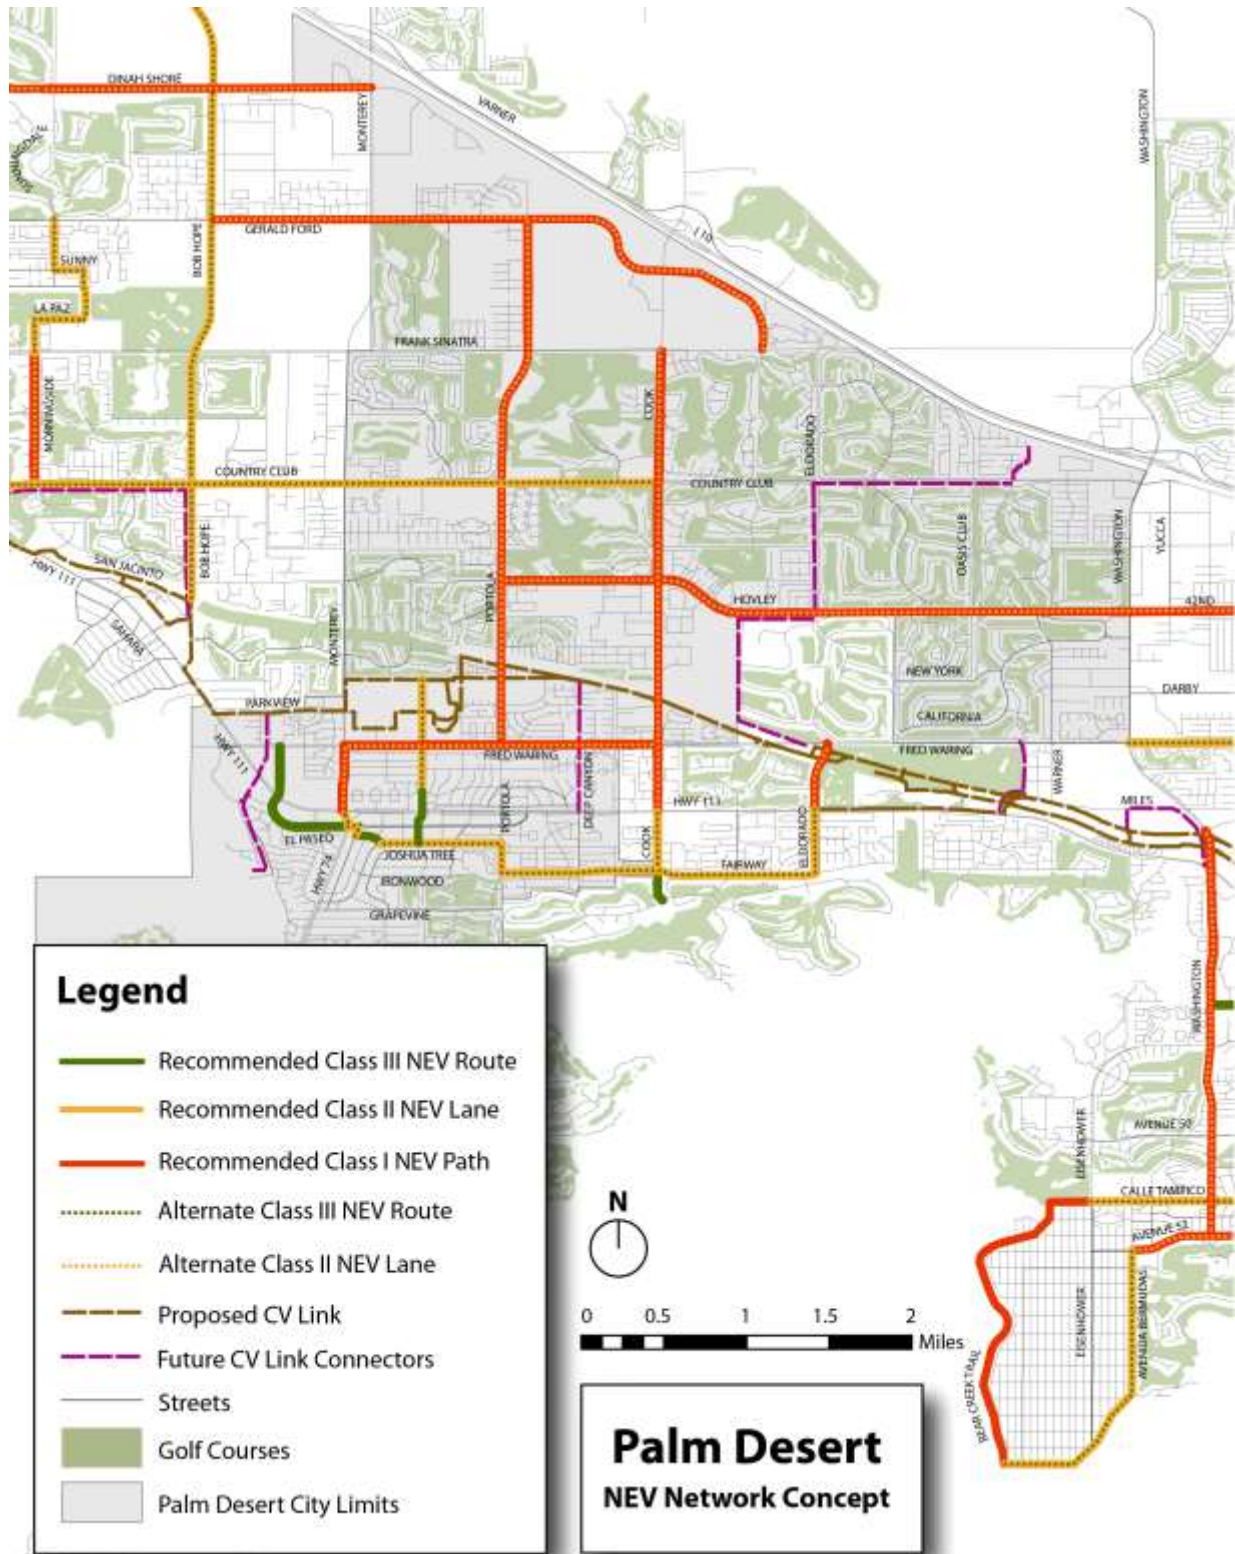 DINAH SHORE
MONTEREY
VARNER
WASHINGTON
SUNNINGDALE
BOB HOPE
GERALD FORD
I 10
SUNNY
LA PAZ
FRANK SINATRA
MORNINGSIDE
COOK
ELDORADO
COUNTRY CLUB
COUNTRY CLUB
BOB HOPE
OASIS CLUB
WASHINGTON
YUCCA
SAN JACINTO
HWY 111
PORTOLA
HOVLEY
42ND
SAHARA
MONTEREY
NEW YORK
DARBY
PARKVIEW
CALIFORNIA
HWY 111
FRED WARING
FRED WARING
WARNER
PORTOLA
DEEP CANYON
HWY 111
MILES
EL PASEO
COOK
ELDORADO
JOSHUA TREE
FAIRWAY
HWY 74
IRONWOOD
GRAPEVINE
WASHINGTON
EISENHOWER
AVENUE 50
CALLE TAMPICO
AVENUE 52
EISENHOWER
AVENUE BERMUDAS
BEAR CREEK TRAIL
Legend
Recommended Class III NEV Route
Recommended Class II NEV Lane
Recommended Class I NEV Path
Alternate Class III NEV Route
Alternate Class II NEV Lane
Proposed CV Link
Future CV Link Connectors
Streets
Golf Courses
Palm Desert City Limits
N
0 0.5 1 1.5 2
Miles
Palm Desert
NEV Network Concept